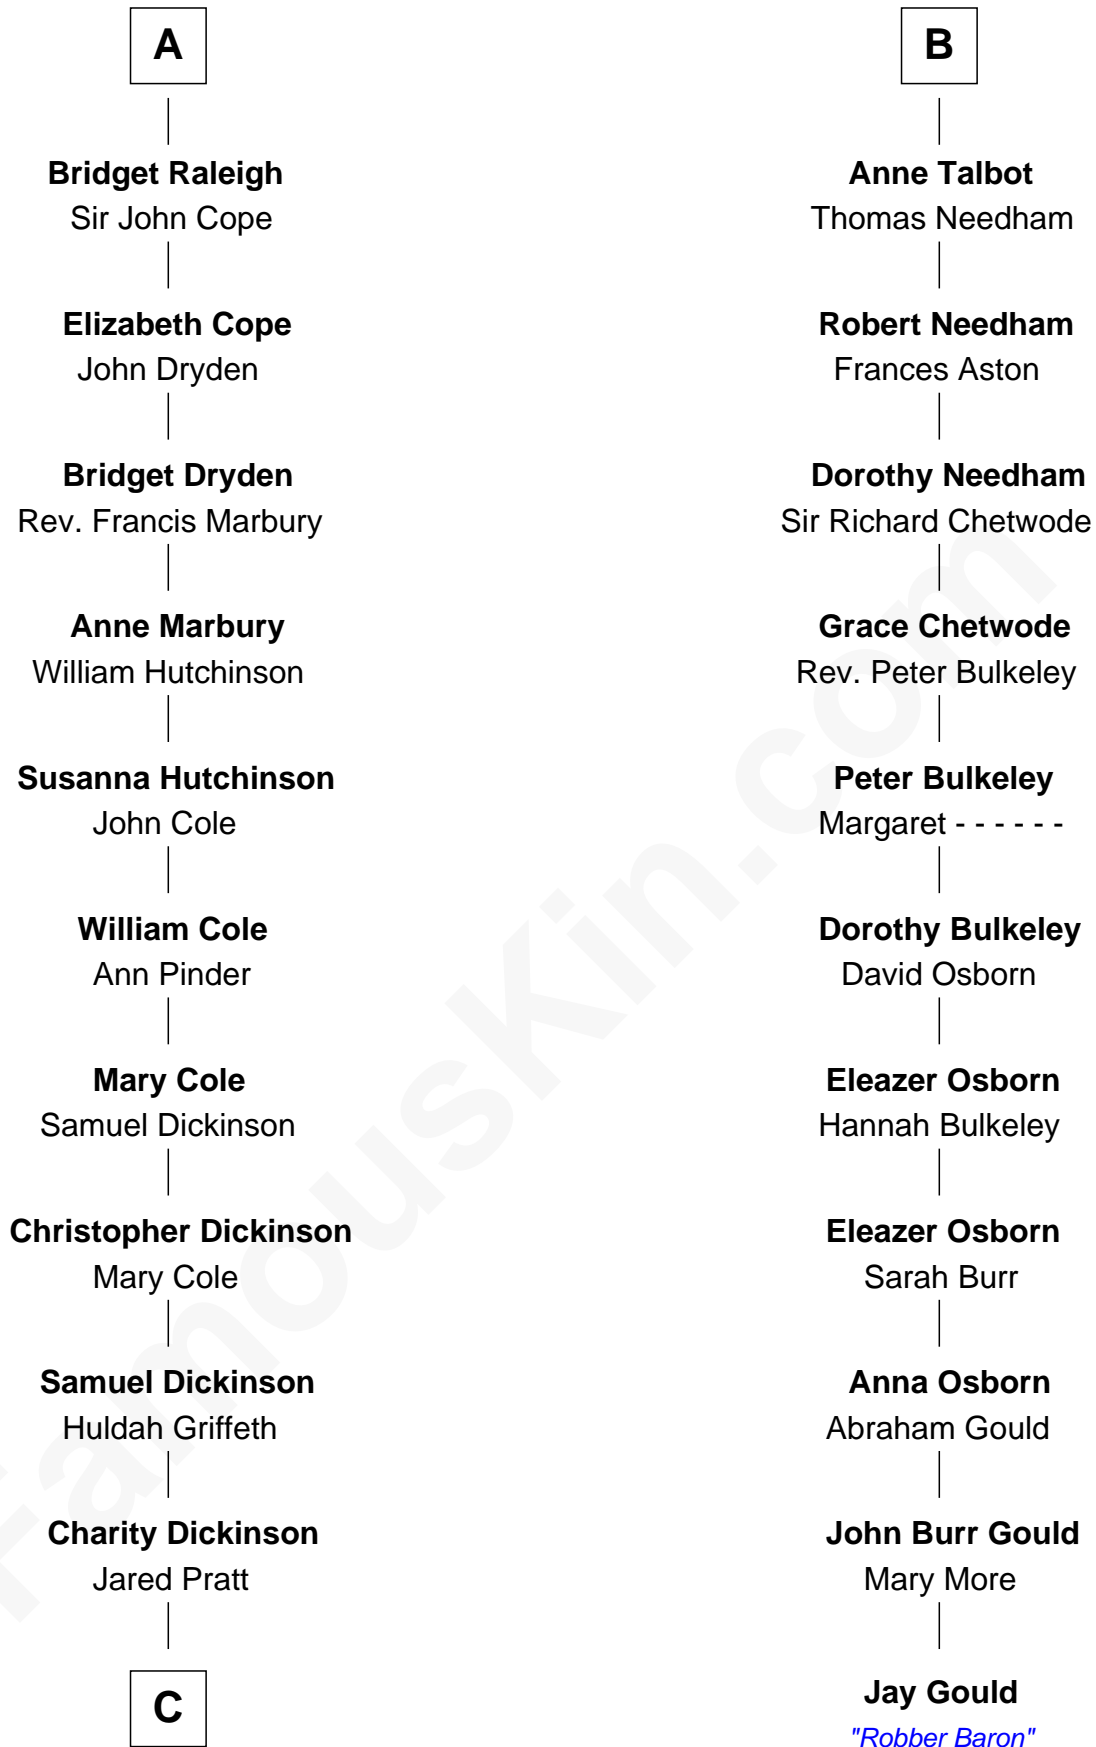 A
Bridget Raleigh
Sir John Cope
Elizabeth Cope
John Dryden
Bridget Dryden
Rev. Francis Marbury
Anne Marbury
William Hutchinson
Susanna Hutchinson
John Cole
William Cole
Ann Pinder
Mary Cole
Samuel Dickinson
Christopher Dickinson
Mary Cole
Samuel Dickinson
Huldah Griffeth
Charity Dickinson
Jared Pratt
C
B
Anne Talbot
Thomas Needham
Robert Needham
Frances Aston
Dorothy Needham
Sir Richard Chetwode
Grace Chetwode
Rev. Peter Bulkeley
Peter Bulkeley
Margaret - - - - - -
Dorothy Bulkeley
David Osborn
Eleazer Osborn
Hannah Bulkeley
Eleazer Osborn
Sarah Burr
Anna Osborn
Abraham Gould
John Burr Gould
Mary More
Jay Gould
"Robber Baron"
FamousKin.com